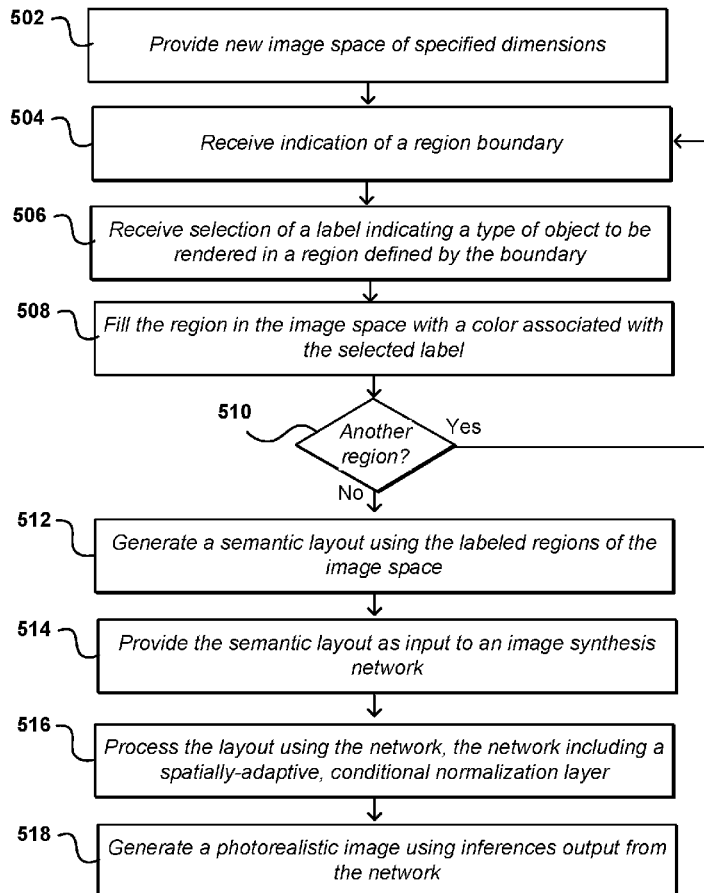 502
Provide new image space of specified dimensions
504
Receive indication of a region boundary
506
Receive selection of a label indicating a type of object to be
rendered in a region defined by the boundary
508
Fill the region in the image space with a color associated with
the selected label
510
Another
region?
Yes
No
512
Generate a semantic layout using the labeled regions of the
image space
514
Provide the semantic layout as input to an image synthesis
network
516
Process the layout using the network, the network including a
spatially-adaptive, conditional normalization layer
518
Generate a photorealistic image using inferences output from
the network